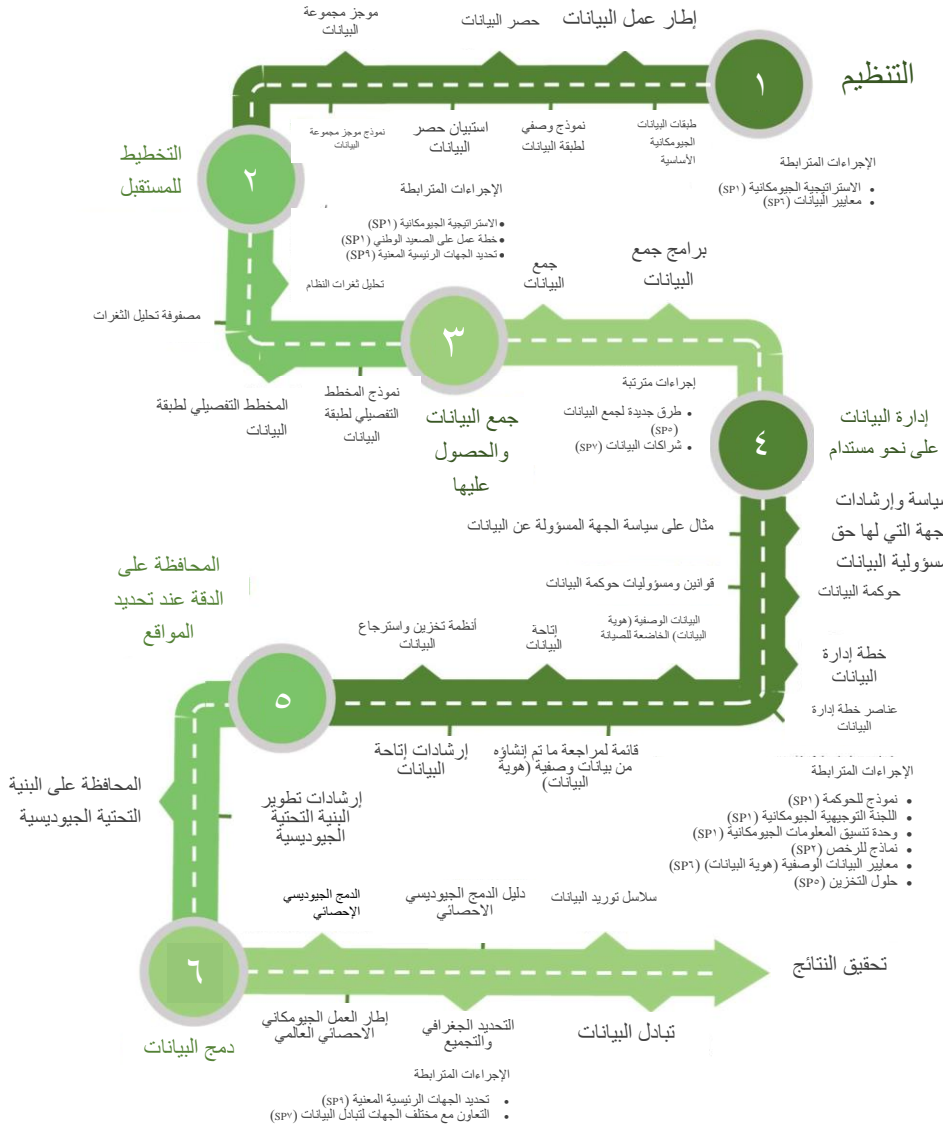 التنظيم
١
إطار عمل البيانات
حصر البيانات
موجز مجموعة
البيانات
طبقات البيانات
الجيومكانية
الأساسية
نموذج وصفي
لطبقة البيانات
استبيان حصر
البيانات
نموذج موجز مجموعة
البيانات
الإجراءات المترابطة
• الاستراتيجية الجيومكانية (SP١)
• معايير البيانات (SP٦)
٢
التخطيط
للمستقبل
الإجراءات المترابطة
• الاستراتيجية الجيومكانية (SP١)
• خطة عمل على الصعيد الوطني (SP١)
• تحديد الجهات الرئيسية المعنية (SP٩)
تحليل ثغرات النظام
مصفوفة تحليل الثغرات
المخطط التفصيلي لطبقة
البيانات
نموذج المخطط
التفصيلي لطبقة
البيانات
٣
جمع البيانات
والحصول
عليها
جمع
البيانات
برامج جمع
البيانات
إجراءات مترتبة
• طرق جديدة لجمع البيانات
(SP٥)
• شراكات البيانات (SP٧)
٤
إدارة البيانات
على نحو مستدام
ياسة وإرشادات
جهة التي لها حق
سؤولية البيانات
مثال على سياسة الجهة المسؤولة عن البيانات
حوكمة البيانات
قوانين ومسؤوليات حوكمة البيانات
خطة إدارة
البيانات
عناصر خطة إدارة
البيانات
البيانات الوصفية (هوية
البيانات) الخاضعة للصيانة
إتاحة
البيانات
أنظمة تخزين واسترجاع
البيانات
قائمة لمراجعة ما تم إنشاؤه
من بيانات وصفية (هوية
البيانات)
إرشادات إتاحة
البيانات
الإجراءات المترابطة
• نموذج للحوكمة (SP١)
• اللجنة التوجيهية الجيومكانية (SP١)
• وحدة تنسيق المعلومات الجيومكانية (SP١)
• نماذج للرخص (SP٢)
• معايير البيانات الوصفية (هوية البيانات) (SP٦)
• حلول التخزين (SP٥)
٥
المحافظة على
الدقة عند تحديد
المواقع
المحافظة على البنية
التحتية الجيوديسية
إرشادات تطوير
البنية التحتية
الجيوديسية
٦
دمج البيانات
الدمج الجيوديسي
الإحصائي
دليل الدمج الجيوديسي
الاحصائي
سلاسل توريد البيانات
إطار العمل الجيومكاني
الاحصائي العالمي
التحديد الجغرافي
والتجميع
تبادل البيانات
تحقيق النتائج
الإجراءات المترابطة
• تحديد الجهات الرئيسية المعنية (SP٩)
• التعاون مع مختلف الجهات لتبادل البيانات (SP٧)